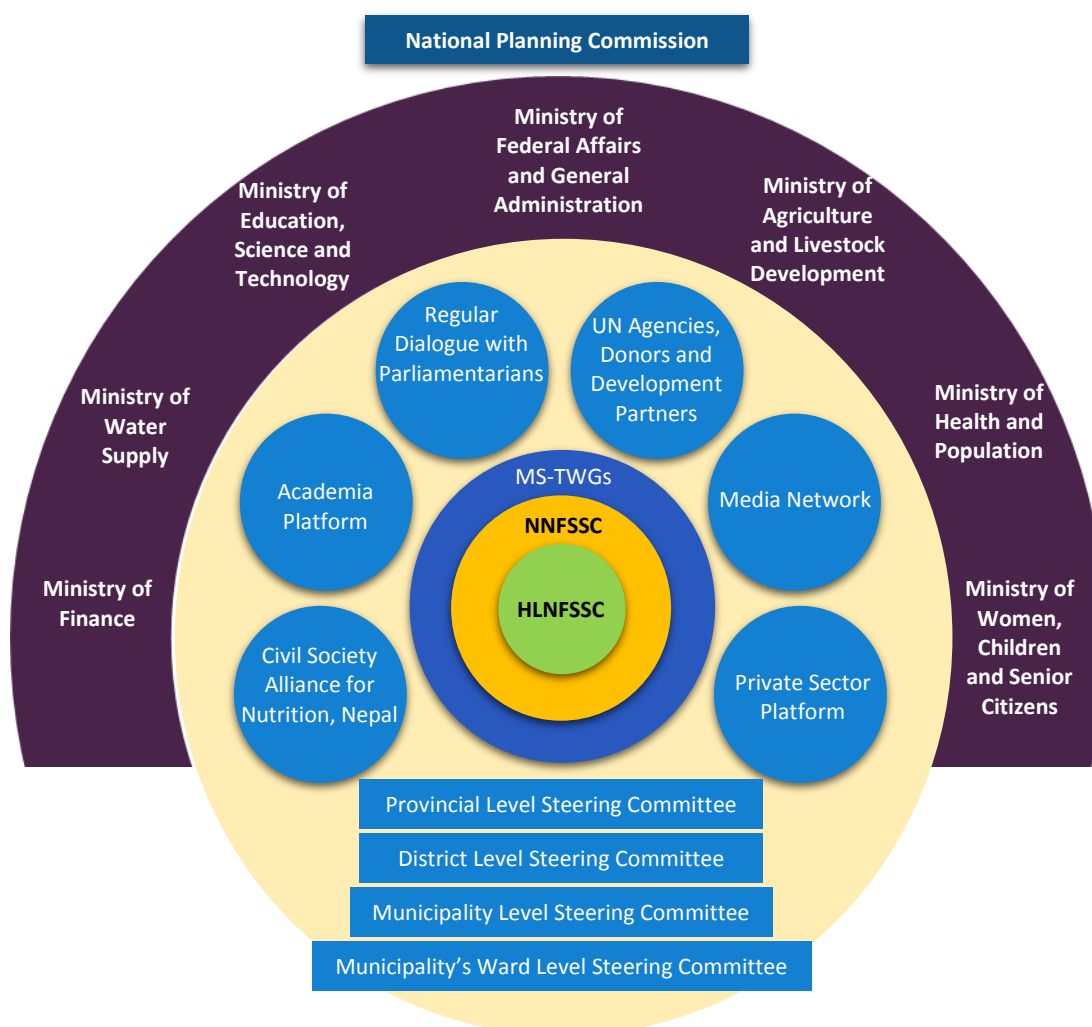 National Planning Commission
Ministry of
Federal Affairs
and General
Administration
Ministry of
Education,
Science and
Technology
Ministry of
Agriculture
and Livestock
Development
Ministry of
Water
Supply
Ministry of
Health and
Population
Ministry of
Finance
Ministry of
Women,
Children
and Senior
Citizens
Regular
Dialogue with
Parliamentarians
UN Agencies,
Donors and
Development
Partners
Academia
Platform
Media Network
Civil Society
Alliance for
Nutrition, Nepal
Private Sector
Platform
MS-TWGs
NNFSSC
HLNFSSC
Provincial Level Steering Committee
District Level Steering Committee
Municipality Level Steering Committee
Municipality’s Ward Level Steering Committee